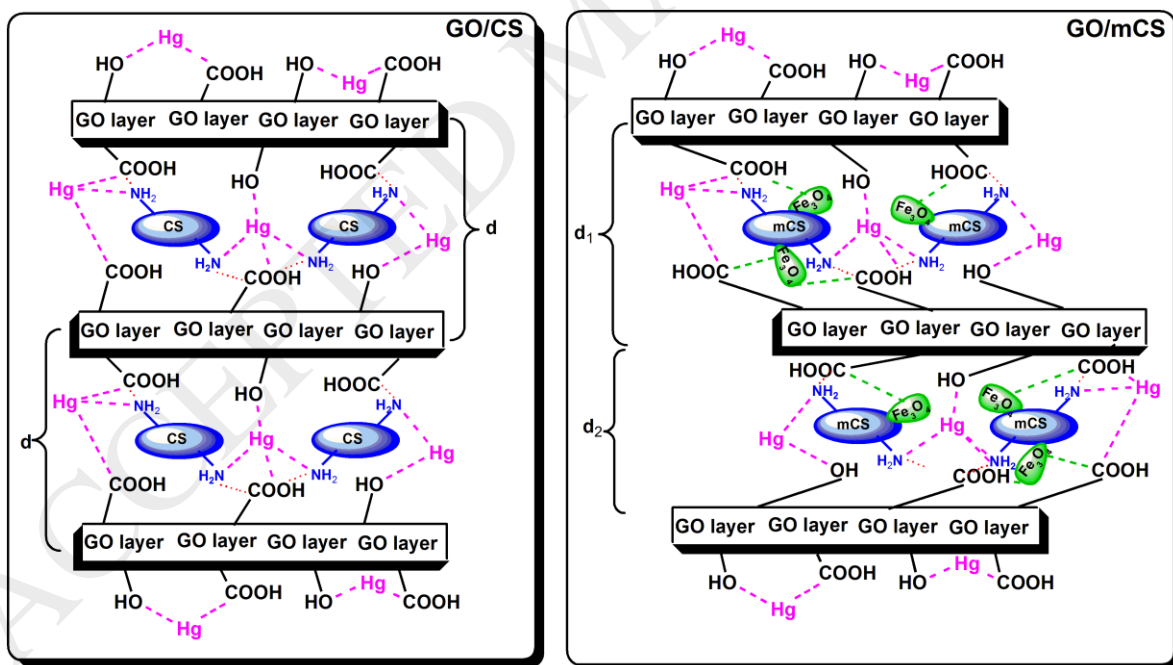 GO/CS
Hg
HO
COOH
HO
Hg
COOH
GO layer GO layer GO layer GO layer
COOH
HO
HOOC
Hg
NH2
H2N
CS
CS
Hg
Hg
d
H2N
COOH
NH2
COOH
HO
GO layer GO layer GO layer GO layer
COOH
HO
HOOC
Hg
NH2
H2N
CS
CS
Hg
Hg
d
H2N
COOH
NH2
COOH
HO
GO layer GO layer GO layer GO layer
HO
COOH
HO
Hg
COOH
Hg
GO/mCS
Hg
HO
COOH
HO
Hg
COOH
GO layer GO layer GO layer GO layer
COOH
HO
HOOC
Hg
NH2
Fe3O4
Fe3O4
H2N
d1
mCS
mCS
Hg
Hg
HOOC
Fe3O4
H2N
COOH
NH2
HO
GO layer GO layer GO layer GO layer
HOOC
HO
COOH
NH2
Fe3O4
Fe3O4
N
Hg
d2
mCS
mCS
Hg
Hg
H2N
NH2
Fe3O4
OH
COOH
COOH
GO layer GO layer GO layer GO layer
HO
COOH
HO
Hg
COOH
Hg
ACCEPTED M